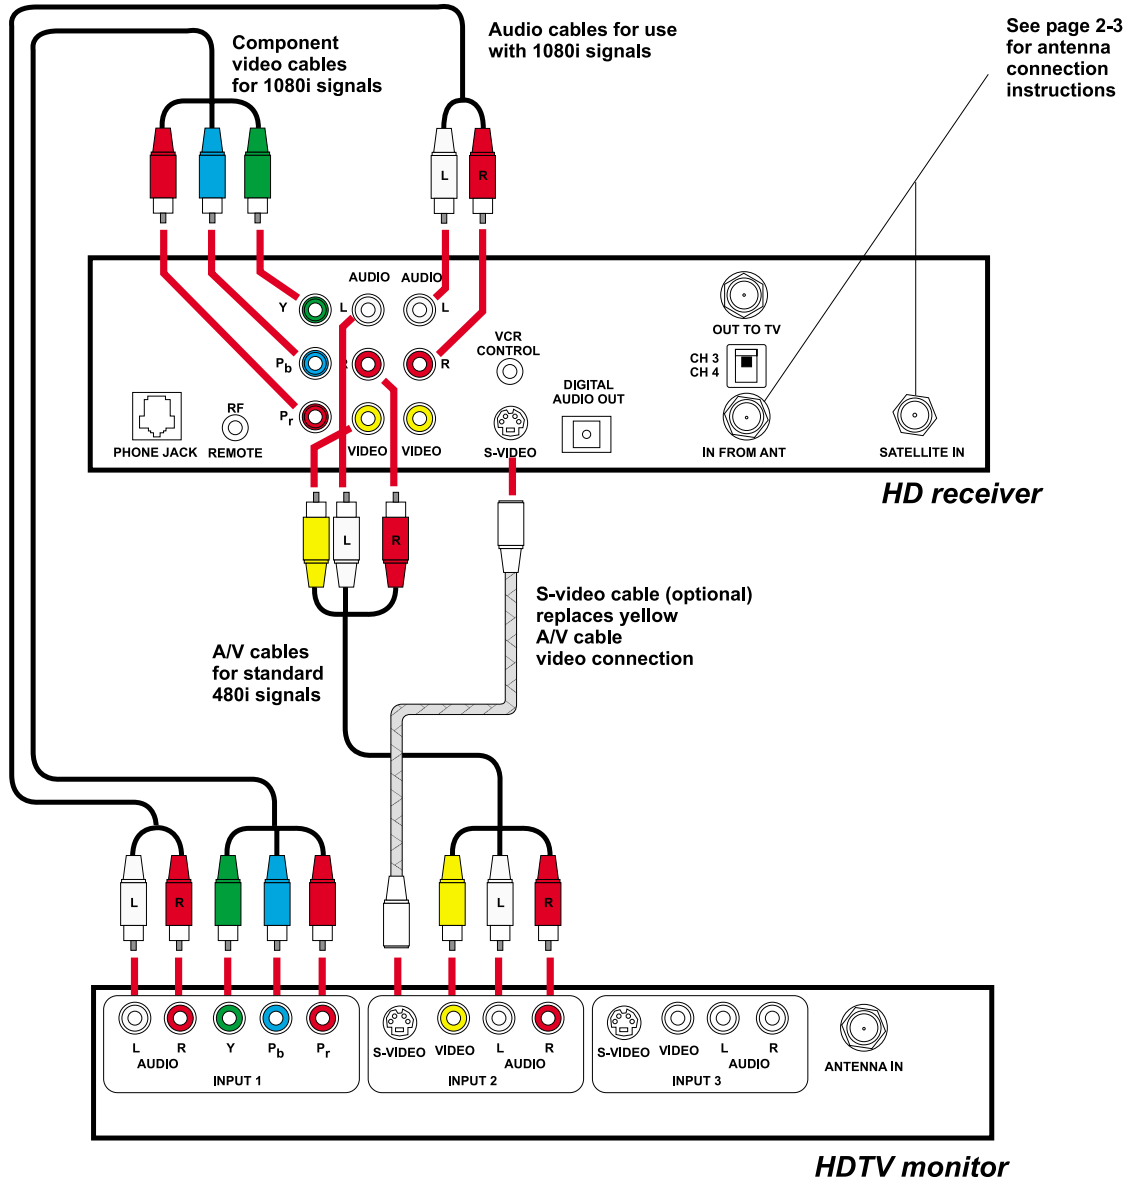 Component
video cables
for 1080i signals
Audio cables for use
with 1080i signals
See page 2-3
for antenna
connection
instructions
L
R
AUDIO
AUDIO
Y
L
L
OUT TO TV
VCR
CONTROL
Pb
R
R
CH 3
CH 4
DIGITAL
AUDIO OUT
Pr
RF
REMOTE
PHONE JACK
VIDEO
VIDEO
S-VIDEO
IN FROM ANT
SATELLITE IN
HD receiver
L
R
S-video cable (optional)
replaces yellow
A/V cable
video connection
A/V cables
for standard
480i signals
L
R
L
R
L
R
Y
Pb
Pr
AUDIO
INPUT 1
S-VIDEO
VIDEO
L
R
AUDIO
INPUT 2
S-VIDEO
VIDEO
L
R
AUDIO
INPUT 3
ANTENNA IN
HDTV monitor